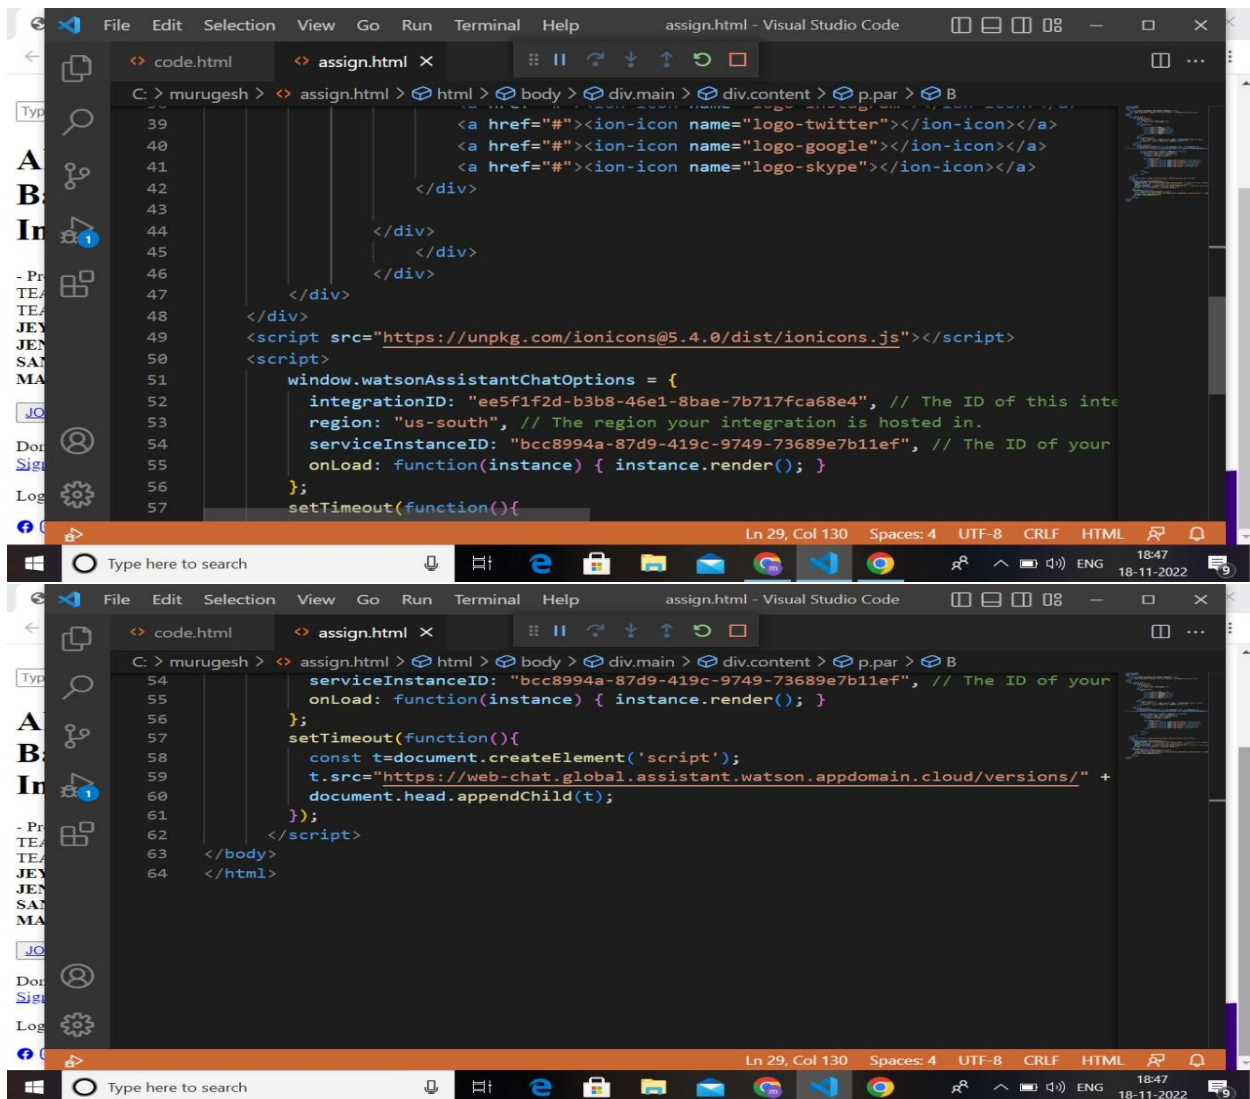 File Edit Selection View Go Run Terminal Help assign.html - Visual Studio Code
code.html assign.html
C: > murugesh > assign.html > html > body > div.main > div.content > p.par > B
39 <a href="#"><ion-icon name="logo-twitter"></ion-icon></a>
40 <a href="#"><ion-icon name="logo-google"></ion-icon></a>
41 <a href="#"><ion-icon name="logo-skype"></ion-icon></a>
42 </div>
43
44 </div>
45 </div>
46 </div>
47 </div>
48 </div>
49 <script src="https://unpkg.com/ionicons@5.4.0/dist/ionicons.js"></script>
50 <script>
51 window.watsonAssistantChatOptions = {
52 integrationID: "ee5f1f2d-b3b8-46e1-8bae-7b717fca68e4", // The ID of this inte
53 region: "us-south", // The region your integration is hosted in.
54 serviceInstanceID: "bcc8994a-87d9-419c-9749-73689e7b11ef", // The ID of your
55 onLoad: function(instance) { instance.render(); }
56 };
57 setTimeout(function(){
Ln 29, Col 130 Spaces: 4 UTF-8 CRLF HTML
Type here to search ENG 18:47
18-11-2022
File Edit Selection View Go Run Terminal Help assign.html - Visual Studio Code
code.html assign.html
C: > murugesh > assign.html > html > body > div.main > div.content > p.par > B
54 serviceInstanceID: "bcc8994a-87d9-419c-9749-73689e7b11ef", // The ID of your
55 onLoad: function(instance) { instance.render(); }
56 };
57 setTimeout(function(){
58 const t=document.createElement('script');
59 t.src="https://web-chat.global.assistant.watson.appdomain.cloud/versions/" +
60 document.head.appendChild(t);
61 });
62 </script>
63 </body>
64 </html>
Ln 29, Col 130 Spaces: 4 UTF-8 CRLF HTML
Type here to search ENG 18:47
18-11-2022